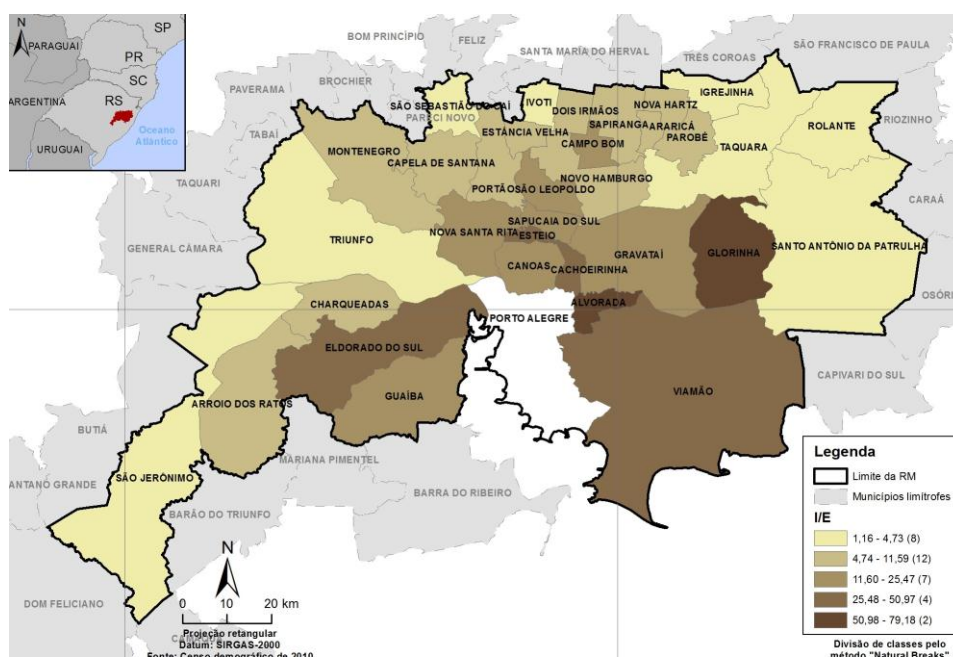 N
SP
PARAGUAI
PR
SC
ARGENTINA
RS
Oceano
Atlântico
URUGUAI
BOM PRINCÍPIO
FELIZ
SANTA MARÍA DO HERVAL
TRÊS COROAS
SÃO FRANCISCO DE PAULA
BROCHIER
PAVERAMA
SÃO SEBASTIÃO DO CAÍ
PARECI NOVO
IVOTI
DOIS IRMÃOS
NOVA HARTZ
IGREJINHA
TABAÍ
ESTÂNCIA VELHA
SAPIRANGA
ARARICÁ
ROLANTE
RIOZINHO
MONTENEGRO
CAPELA DE SANTANA
CAMPO BOM
PAROBÉ
TAQUARA
TAQUARI
PORTÃO
SÃO LEOPOLDO
NOVO HAMBURGO
CARAÁ
SAPUCAIA DO SUL
NOVA SANTA RITA
ESTEIO
TRIUNFO
GENERAL CÂMARA
GRAVATAÍ
GLORINHA
SANTO ANTÔNIO DA PATRULHA
CANOAS
CACHOEIRINHA
OSÓRI
CHARQUEADAS
ALVORADA
PORTO ALEGRE
ELDORADO DO SUL
CAPIVARI DO SUL
GUAÍBA
VIAMÃO
ARROIO DOS RATOS
BUTIÁ
MARIANA PIMENTEL
SÃO JERÔNIMO
ANTANO GRANDE
BARRA DO RIBEIRO
BARÃO DO TRIUNFO
DOM FELICIANO
N
0 10 20 km
Projeção retangular
Datum: SIRGAS-2000
Fonte: Censo demográfico de 2010
Legenda
Limite da RM
Municípios limítrofes
I/E
1,16 - 4,73 (8)
4,74 - 11,59 (12)
11,60 - 25,47 (7)
25,48 - 50,97 (4)
50,98 - 79,18 (2)
Divisão de classes pelo
método "Natural Breaks"